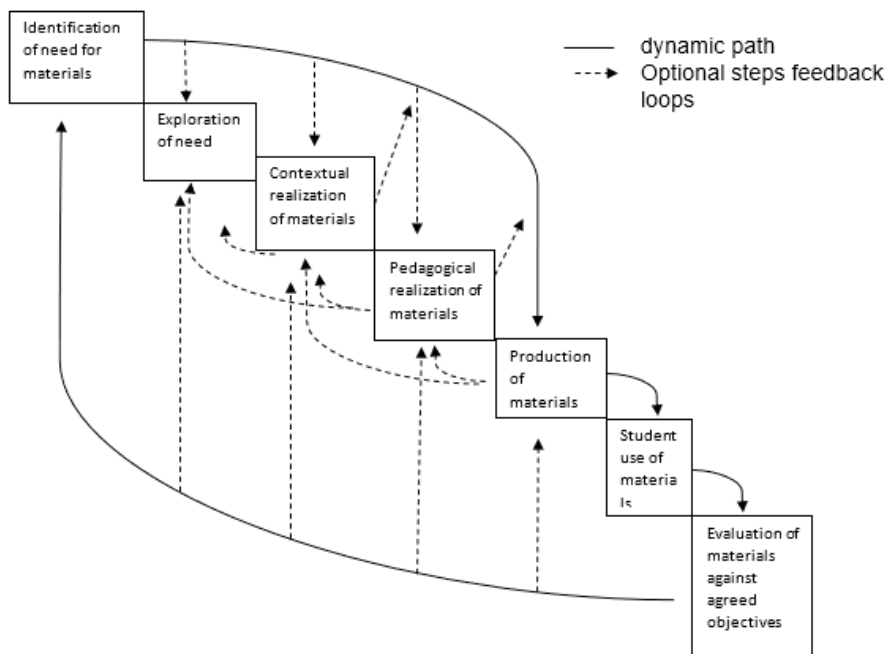 Identification
of need for
materials
dynamic path
Optional steps feedback
loops
Exploration
of need
Contextual
realization
of materials
Pedagogical
realization of
materials
Production
of
materials
Student
use of
materia
ls
Evaluation of
materials
against
agreed
objectives